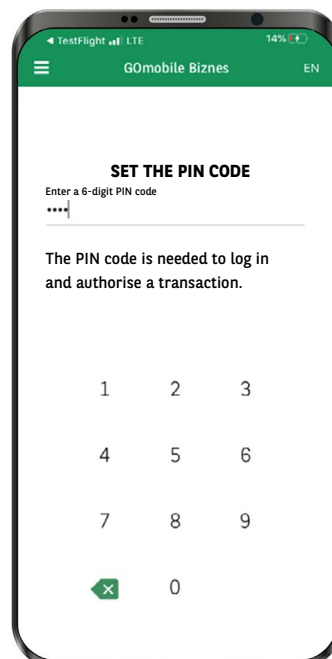 ◀ TestFlight LTE 14%
GOmobile Biznes EN
SET THE PIN CODE
Enter a 6-digit PIN code
••••
The PIN code is needed to log in
and authorise a transaction.
1 2 3
4 5 6
7 8 9
0